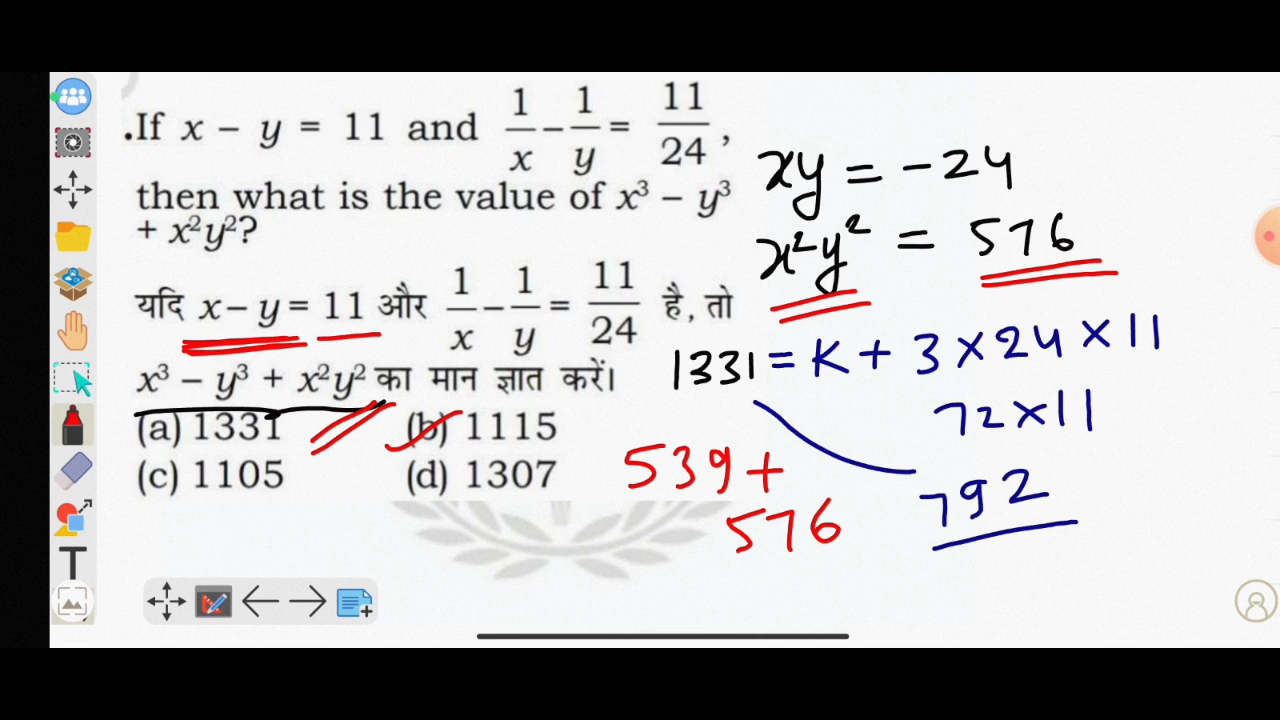 .If x − y = 11 and 1/x − 1/y = 11/24,
then what is the value of x³ − y³
+ x²y²?
यदि x − y = 11 और 1/x − 1/y = 11/24 है, तो
x³ − y³ + x²y² का मान ज्ञात करें।
(a) 1331 (b) 1115
(c) 1105 (d) 1307
xy = -24
x²y² = 576
1331 = K + 3 × 24 × 11
72 × 11
792
539 +
576
T